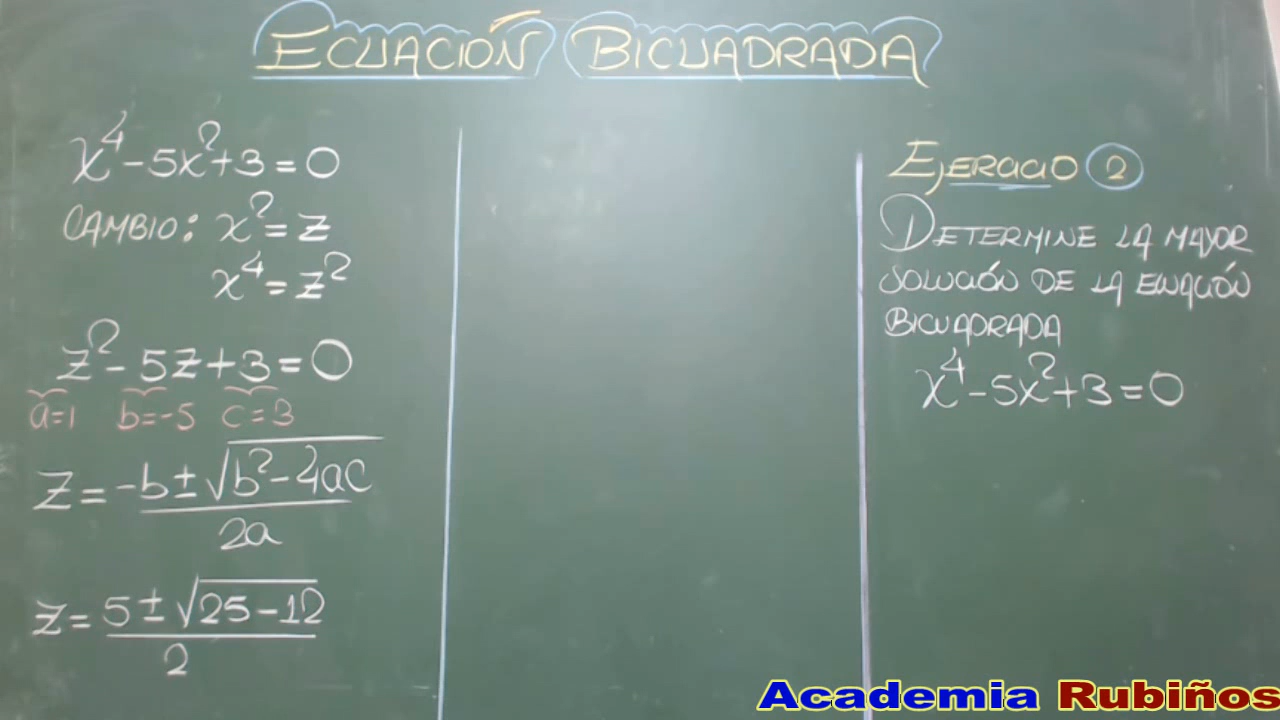 ECUACIÓN BICUADRADA
x⁴-5x²+3=0
CAMBIO: x²=z
x⁴=z²
z²-5z+3=0
a=1 b=-5 c=3
z=-b±√b²-4ac
2a
z=5±√25-12
2
EJERCICIO 2
DETERMINE LA MAYOR
SOLUCIÓN DE LA ECUACIÓN
BICUADRADA
x⁴-5x²+3=0
Academia Rubiños